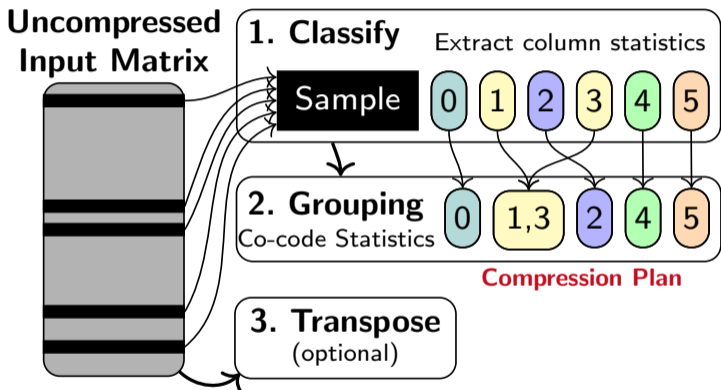 Uncompressed
Input Matrix
1. Classify
Extract column statistics
Sample
0 1 2 3 4 5
2. Grouping
Co-code Statistics
0 1,3 2 4 5
Compression Plan
3. Transpose
(optional)